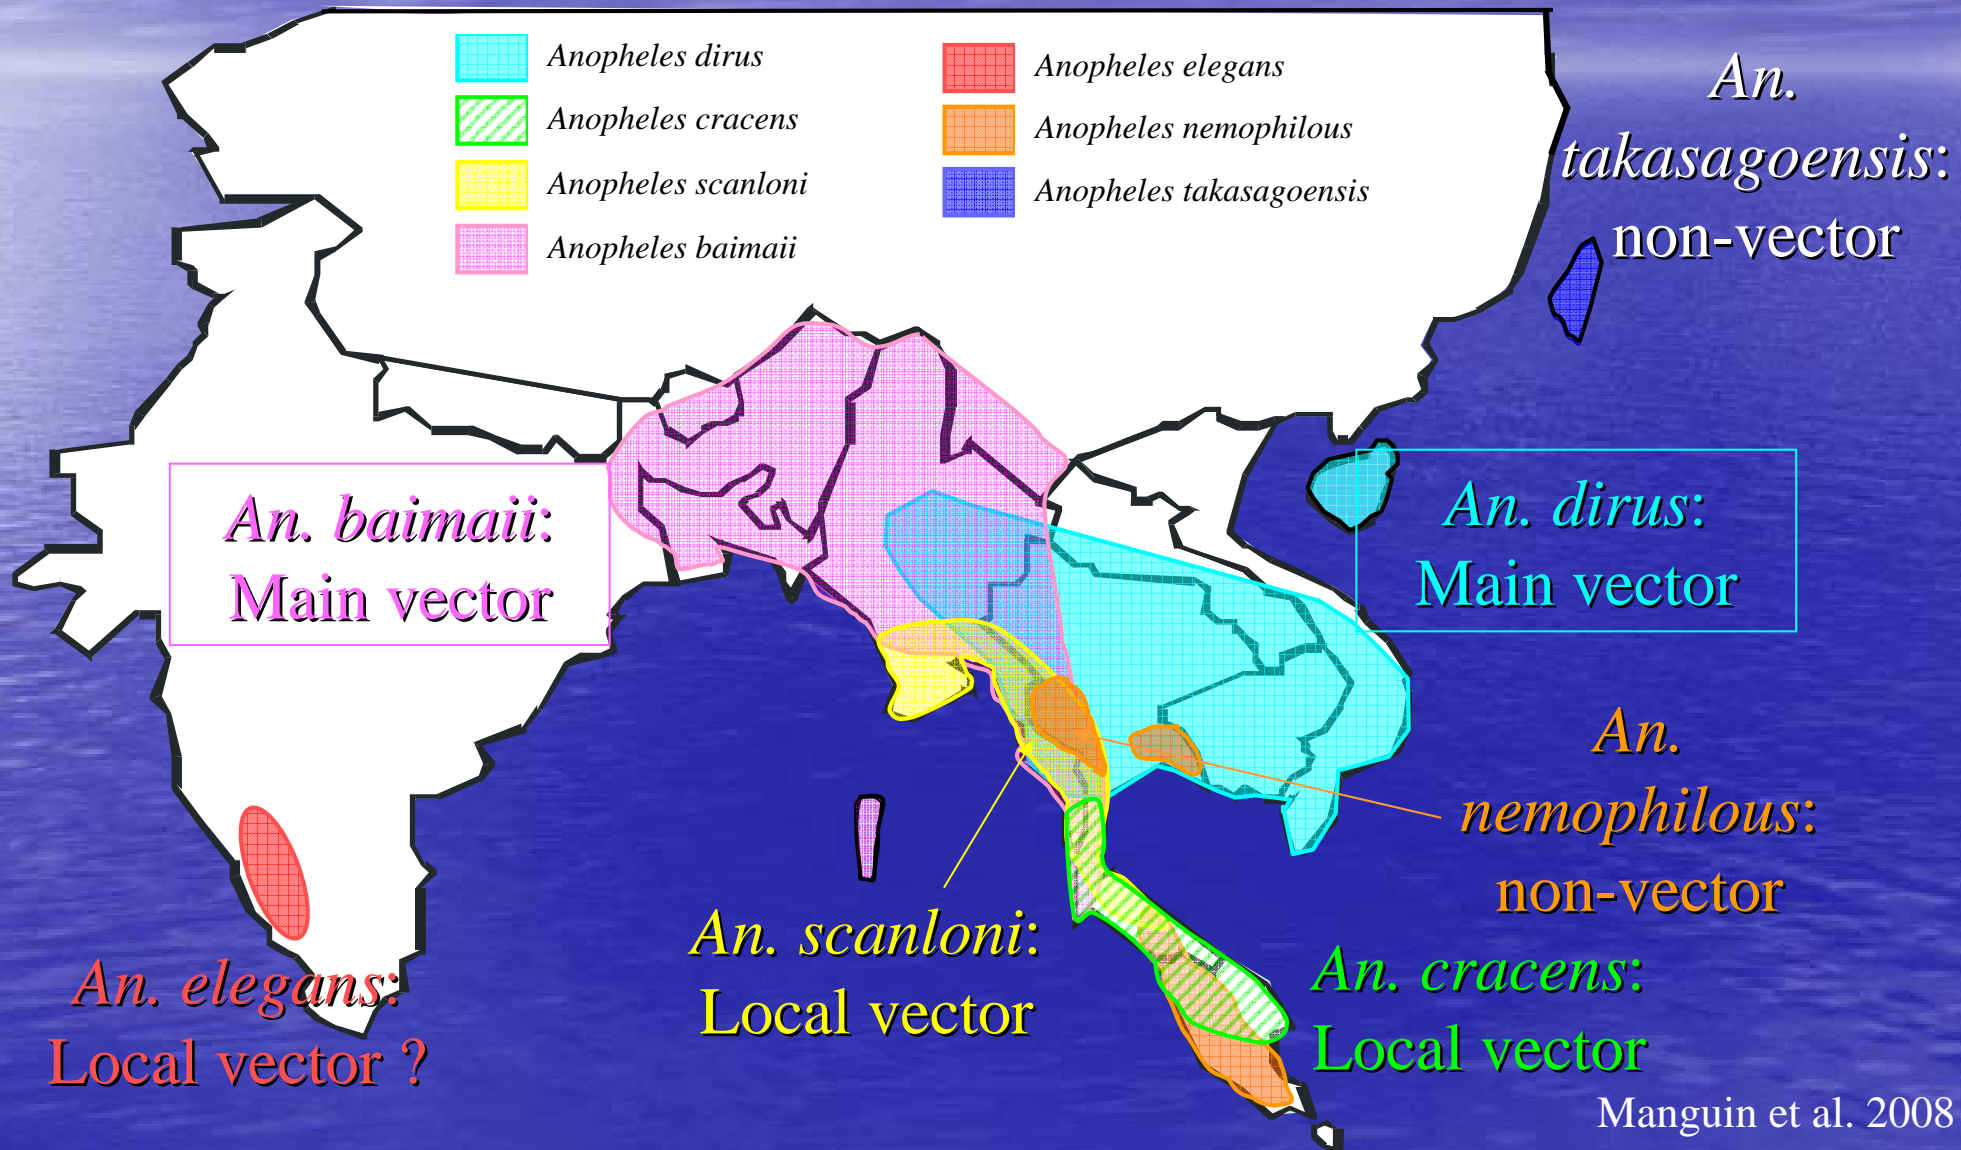 Anopheles dirus
Anopheles cracens
Anopheles scanloni
Anopheles baimaii
Anopheles elegans
Anopheles nemophilous
Anopheles takasagoensis
An.
takasagoensis:
non-vector
An. baimaii:
Main vector
An. dirus:
Main vector
An.
nemophilous:
non-vector
An. scanloni:
Local vector
An. cracens:
Local vector
An. elegans:
Local vector ?
Manguin et al. 2008